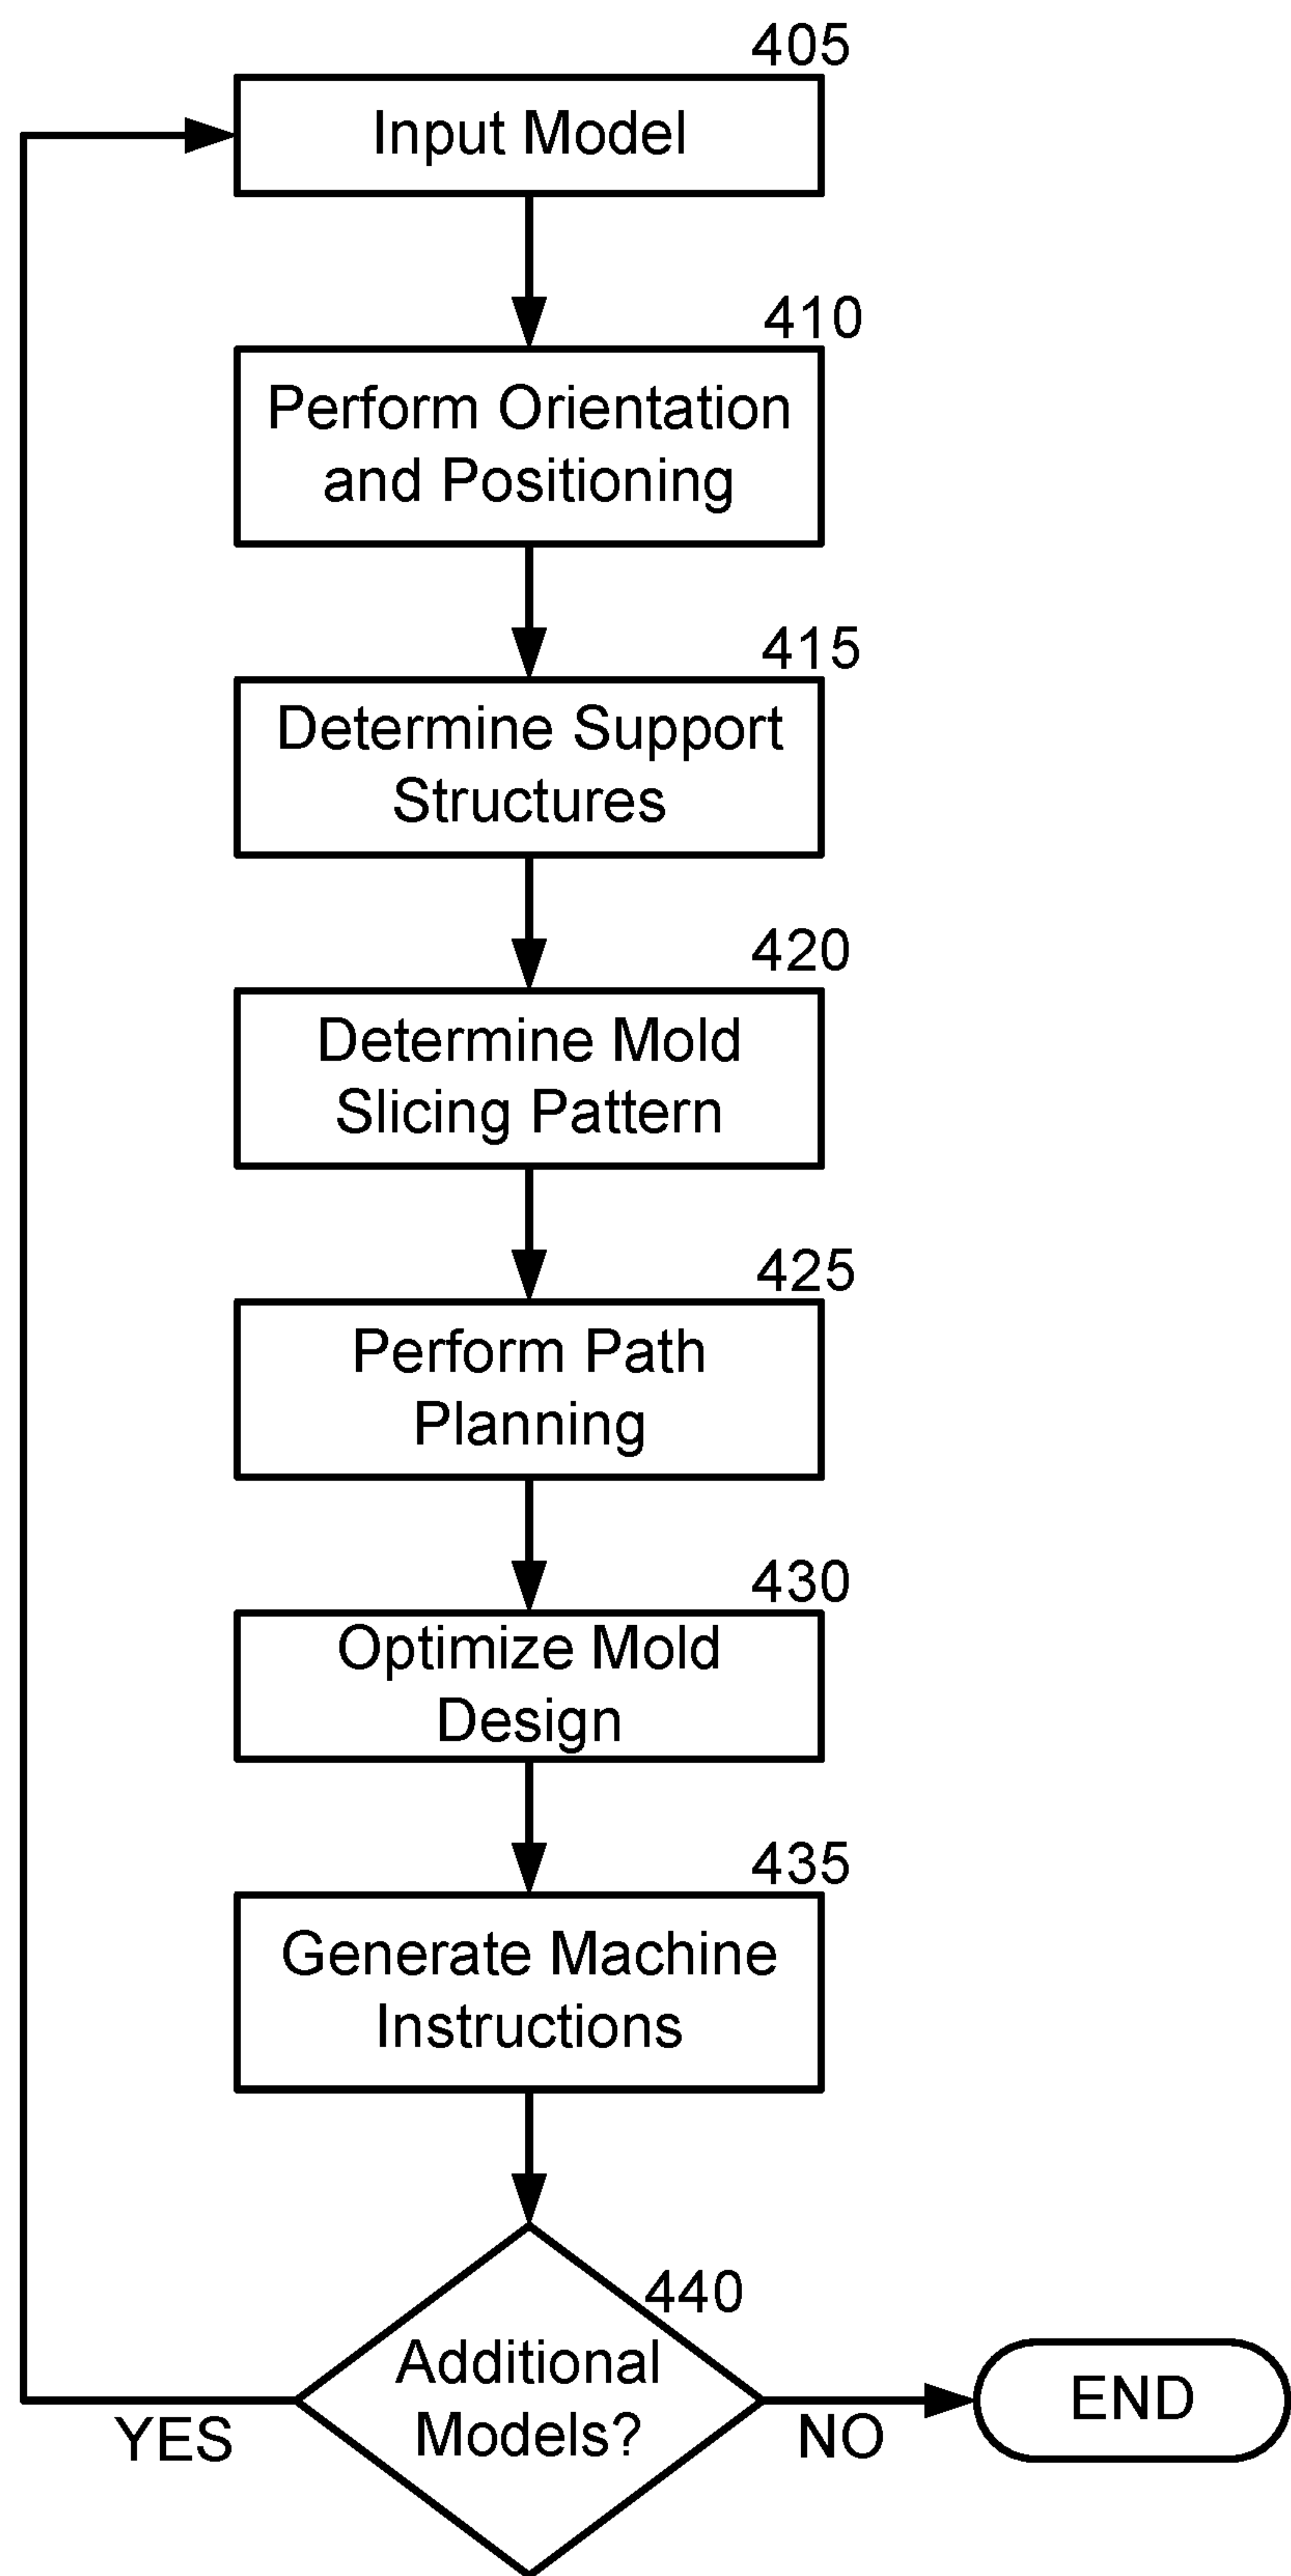 405
Input Model
410
Perform Orientation
and Positioning
415
Determine Support
Structures
420
Determine Mold
Slicing Pattern
425
Perform Path
Planning
430
Optimize Mold
Design
435
Generate Machine
Instructions
440
Additional
Models?
YES
NO
END